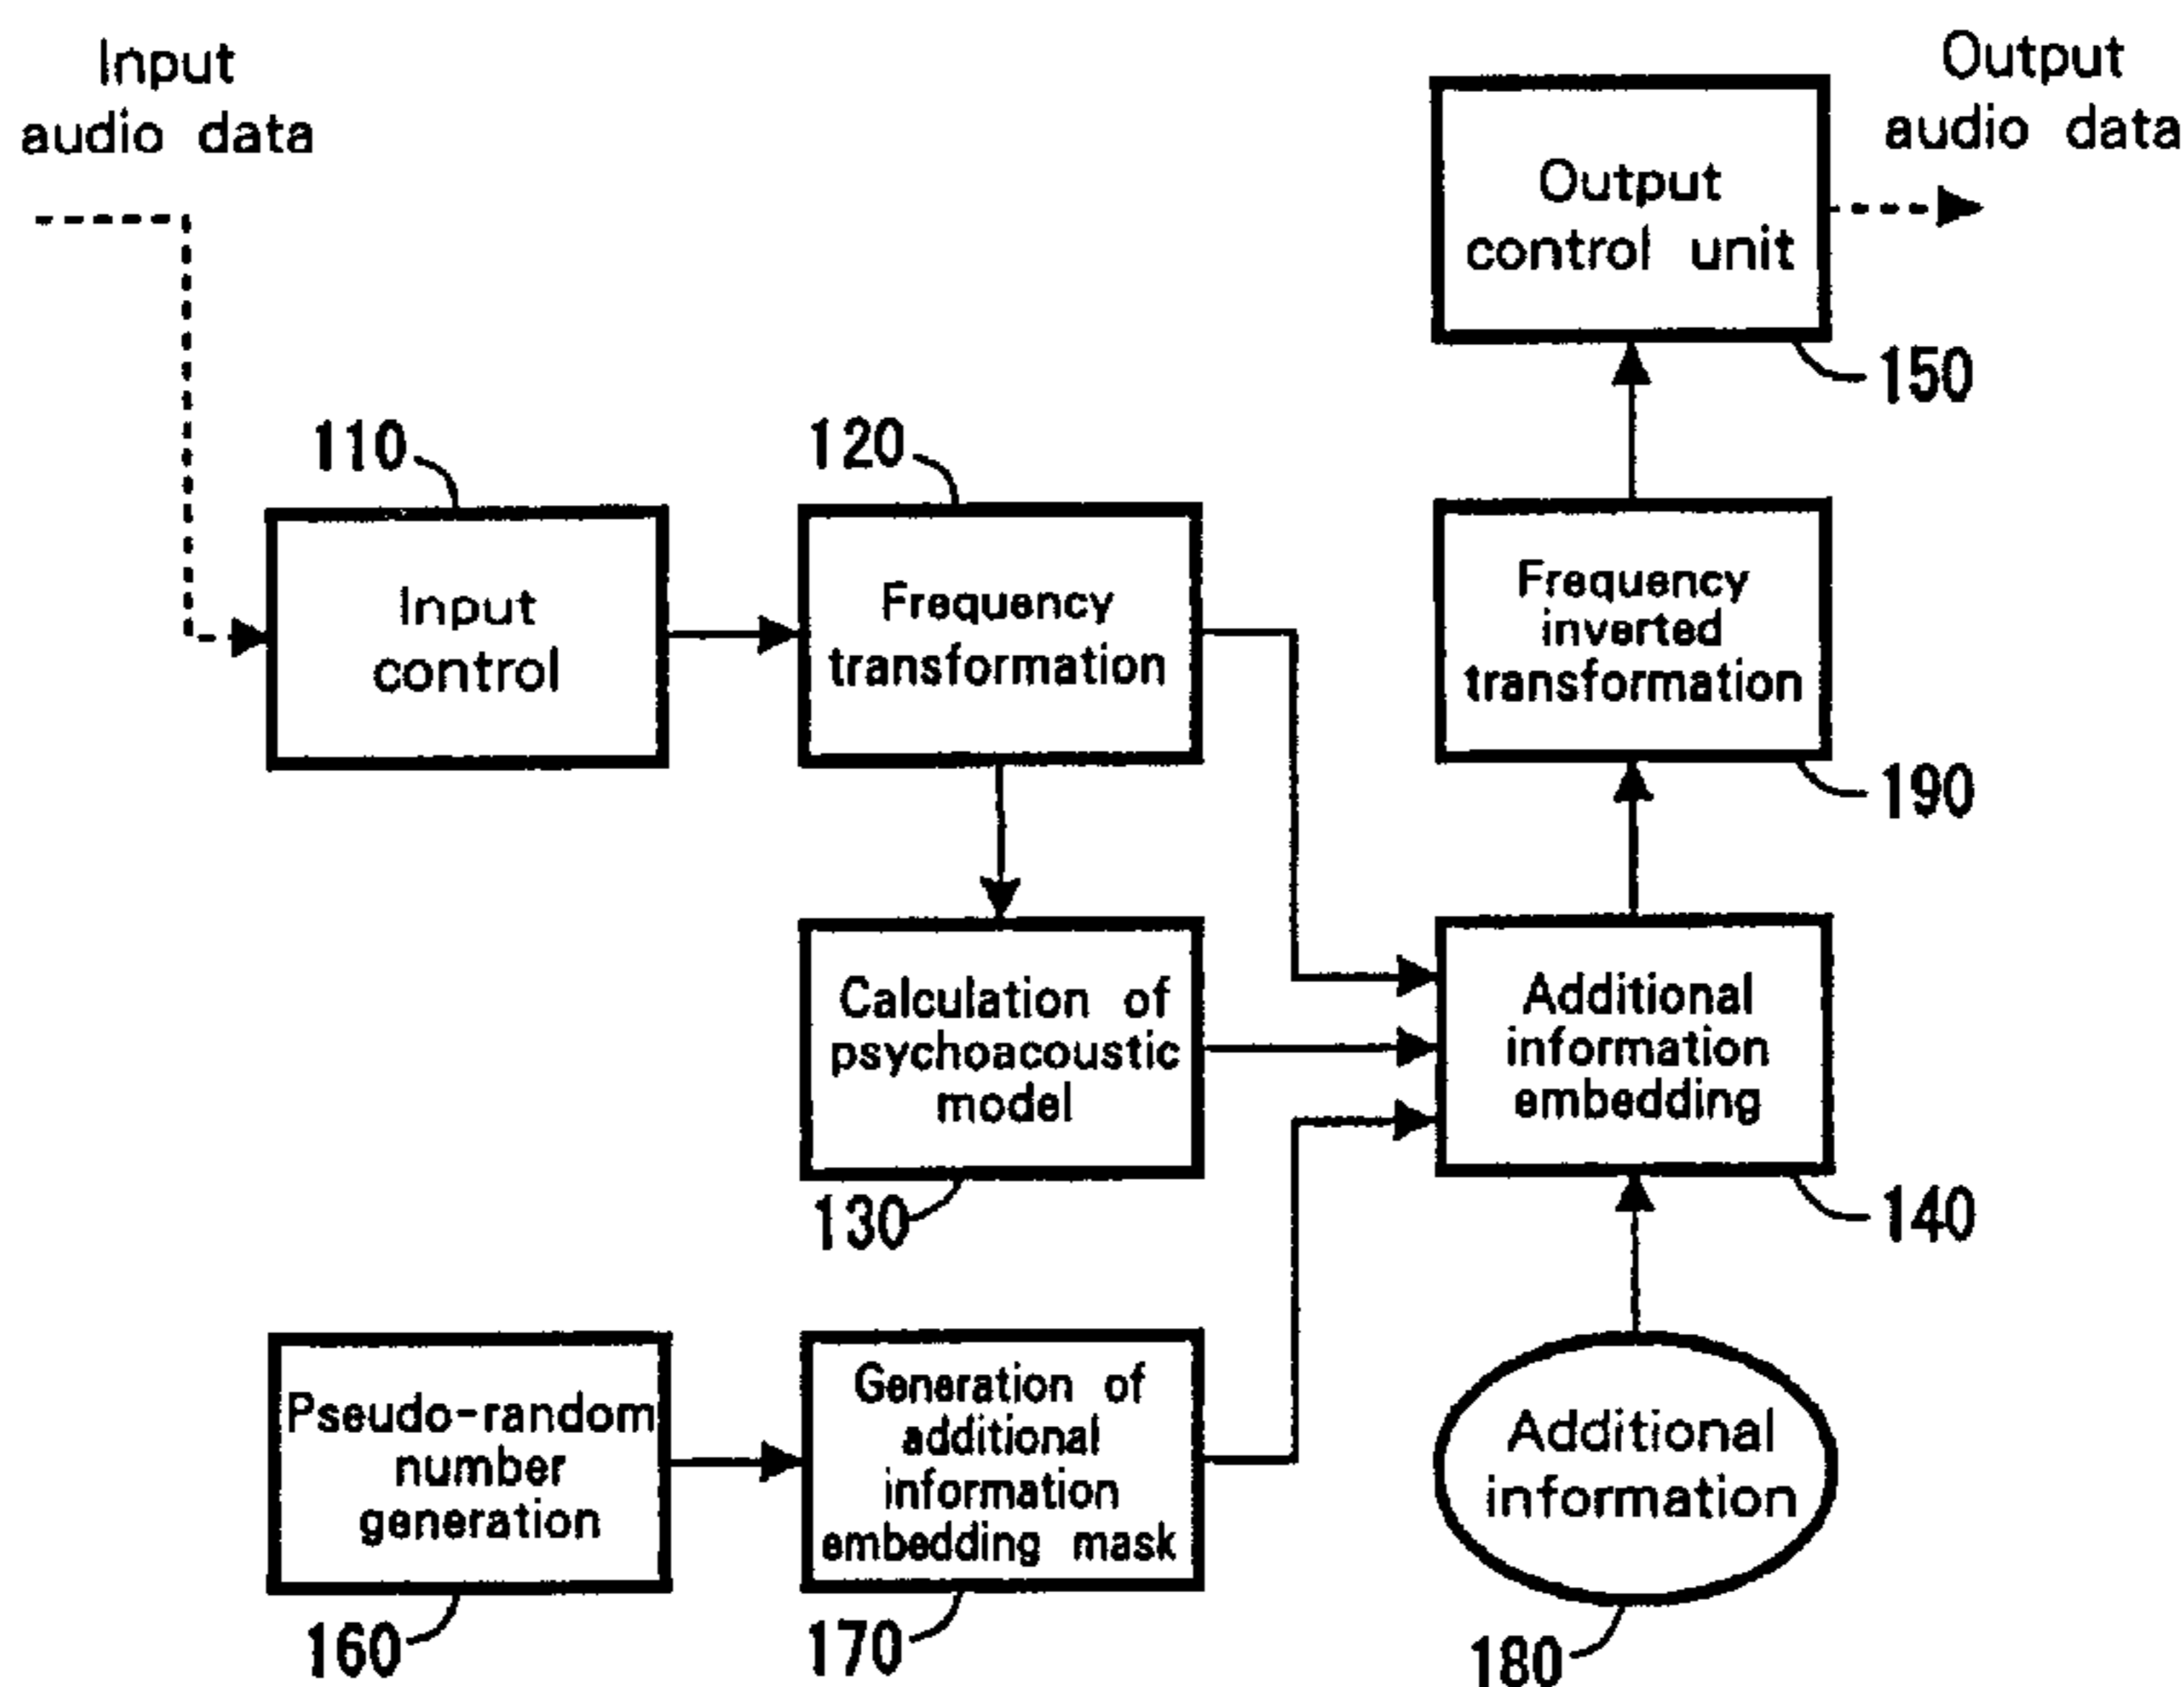 Input
audio data
Output
audio data
Output
control unit
150
110
120
Input
control
Frequency
transformation
Frequency
inverted
transformation
190
Calculation of
psychoacoustic
model
130
Additional
information
embedding
140
Pseudo-random
number
generation
160
Generation of
additional
information
embedding mask
170
Additional
information
180